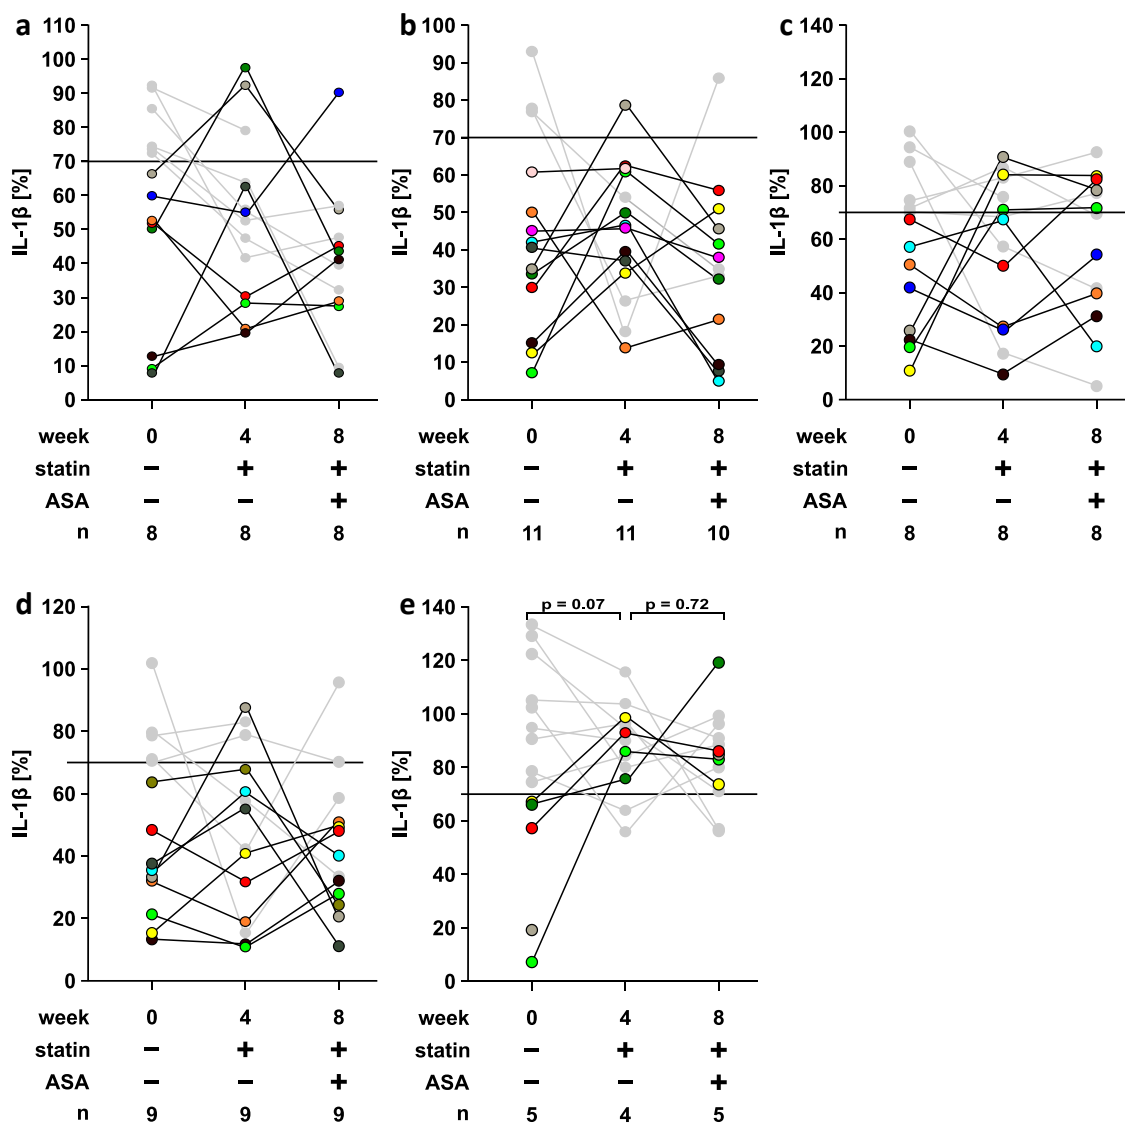 a
IL-1β [%]
110
100
90
80
70
60
50
40
30
20
10
0
week 0 4 8
statin − + +
ASA − − +
n 8 8 8
b
IL-1β [%]
100
90
80
70
60
50
40
30
20
10
0
week 0 4 8
statin − + +
ASA − − +
n 11 11 10
c
IL-1β [%]
140
120
100
80
60
40
20
0
week 0 4 8
statin − + +
ASA − − +
n 8 8 8
d
IL-1β [%]
120
100
80
60
40
20
0
week 0 4 8
statin − + +
ASA − − +
n 9 9 9
e
p = 0.07 p = 0.72
IL-1β [%]
140
120
100
80
60
40
20
0
week 0 4 8
statin − + +
ASA − − +
n 5 4 5